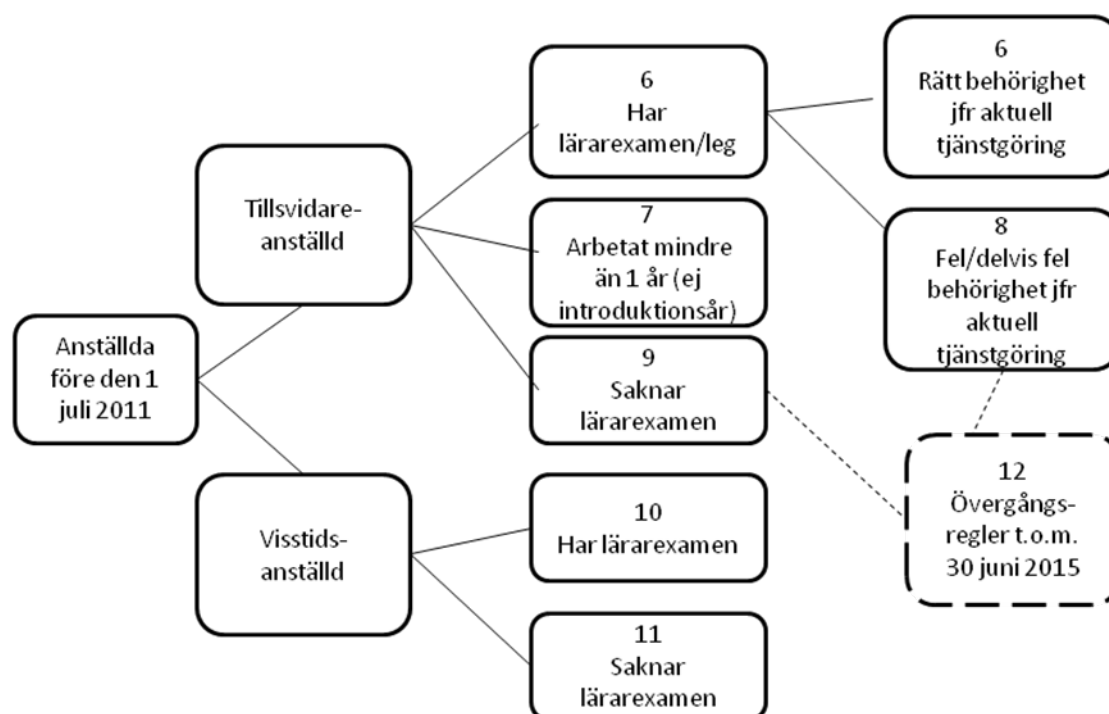 Anställda
före den 1
juli 2011
Tillsvidare-
anställd
Visstids-
anställd
6
Har
lärarexamen/leg
7
Arbetat mindre
än 1 år (ej
introduktionsår)
9
Saknar
lärarexamen
10
Har lärarexamen
11
Saknar
lärarexamen
6
Rätt behörighet
jfr aktuell
tjänstgöring
8
Fel/delvis fel
behörighet jfr
aktuell
tjänstgöring
12
Övergångs-
regler t.o.m.
30 juni 2015